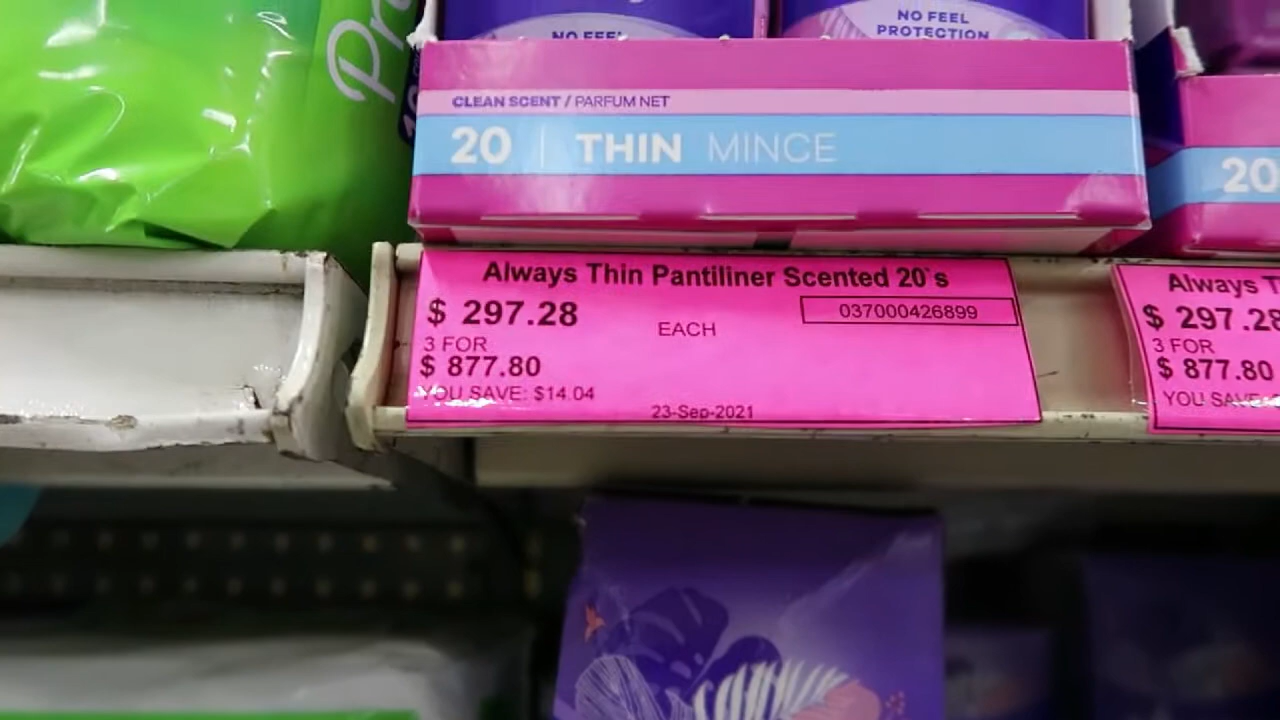 NO FEEL
NO FEEL
PROTECTION
CLEAN SCENT / PARFUM NET
20 | THIN MINCE
20
Always Thin Pantiliner Scented 20`s
$ 297.28
EACH
037000426899
3 FOR
$ 877.80
YOU SAVE: $14.04
23-Sep-2021
Always
$ 297.28
3 FOR
$ 877.80
YOU SAVE: